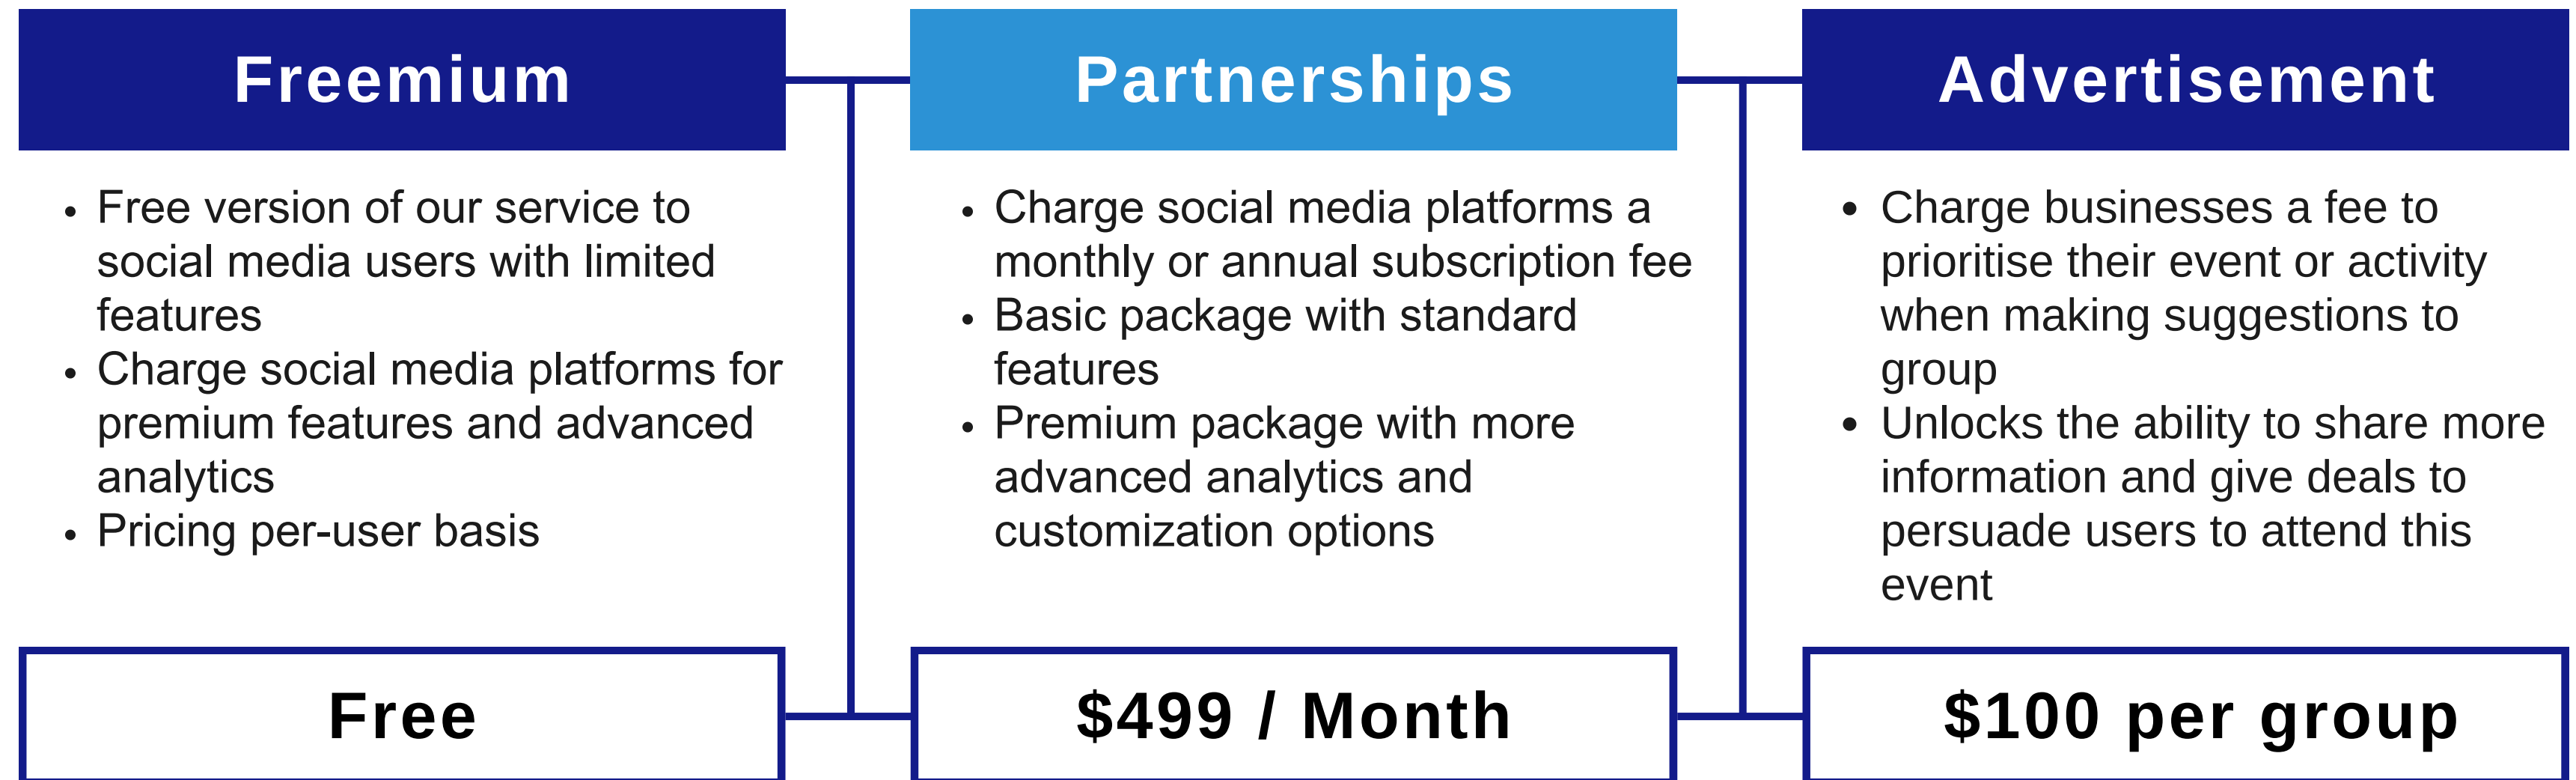 Freemium
• Free version of our service to
social media users with limited
features
• Charge social media platforms for
premium features and advanced
analytics
• Pricing per-user basis
Free
Partnerships
• Charge social media platforms a
monthly or annual subscription fee
• Basic package with standard
features
• Premium package with more
advanced analytics and
customization options
$499 / Month
Advertisement
• Charge businesses a fee to
prioritise their event or activity
when making suggestions to
group
• Unlocks the ability to share more
information and give deals to
persuade users to attend this
event
$100 per group